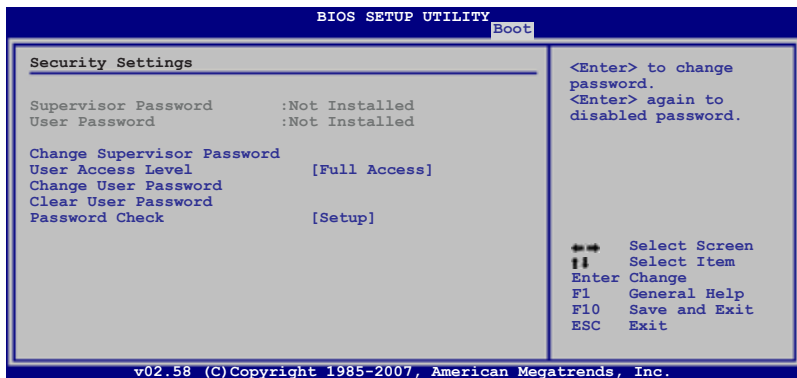 BIOS SETUP UTILITY
Boot
Security Settings
Supervisor Password :Not Installed
User Password :Not Installed
Change Supervisor Password
User Access Level [Full Access]
Change User Password
Clear User Password
Password Check [Setup]
<Enter> to change
password.
<Enter> again to
disabled password.
Select Screen
Select Item
Enter Change
F1 General Help
F10 Save and Exit
ESC Exit
v02.58 (C)Copyright 1985-2007, American Megatrends, Inc.